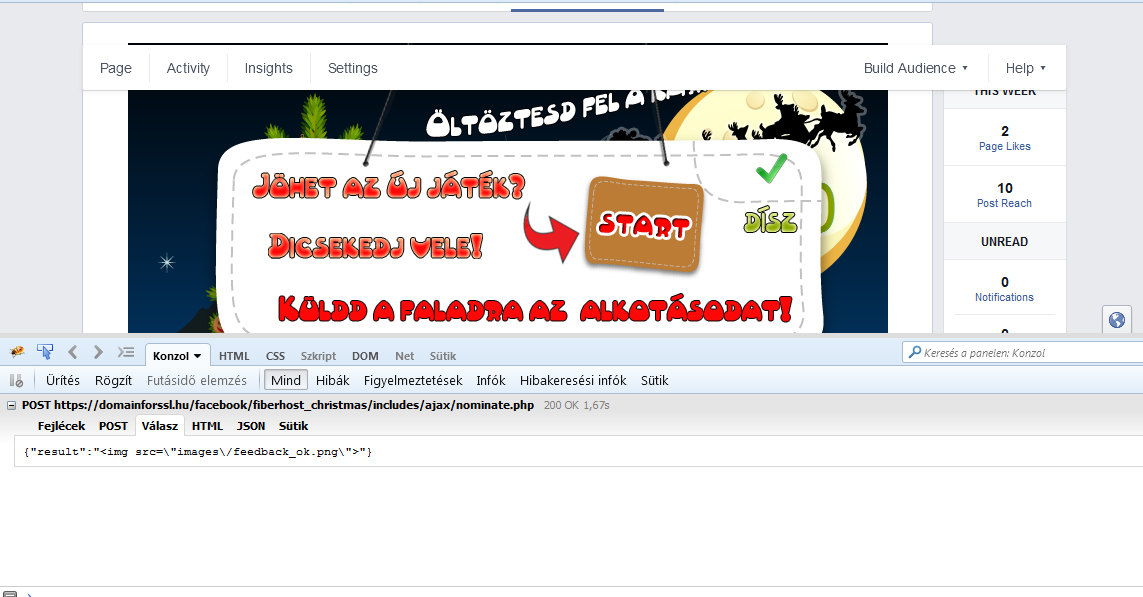 Page Activity Insights Settings Build Audience Help
THIS WEEK
ÖLTÖZTESD FEL A
2
Page Likes
JÖHET AZ ÚJ JÁTÉK?
10
Post Reach
START
DÍSZ
DICSEKEDJ VELE!
UNREAD
0
Notifications
KÜLDD A FALADRA AZ ALKOTÁSODAT!
Konzol HTML CSS Szkript DOM Net Sütik
Keresés a panelen: Konzol
Ürítés Rögzít Futásidő elemzés Mind Hibák Figyelmeztetések Infók Hibakeresési infók Sütik
POST https://domainforssl.hu/facebook/fiberhost_christmas/includes/ajax/nominate.php 200 OK 1,67s
Fejlécek POST Válasz HTML JSON Sütik
{"result":"<img src=\"images\/feedback_ok.png\">"}